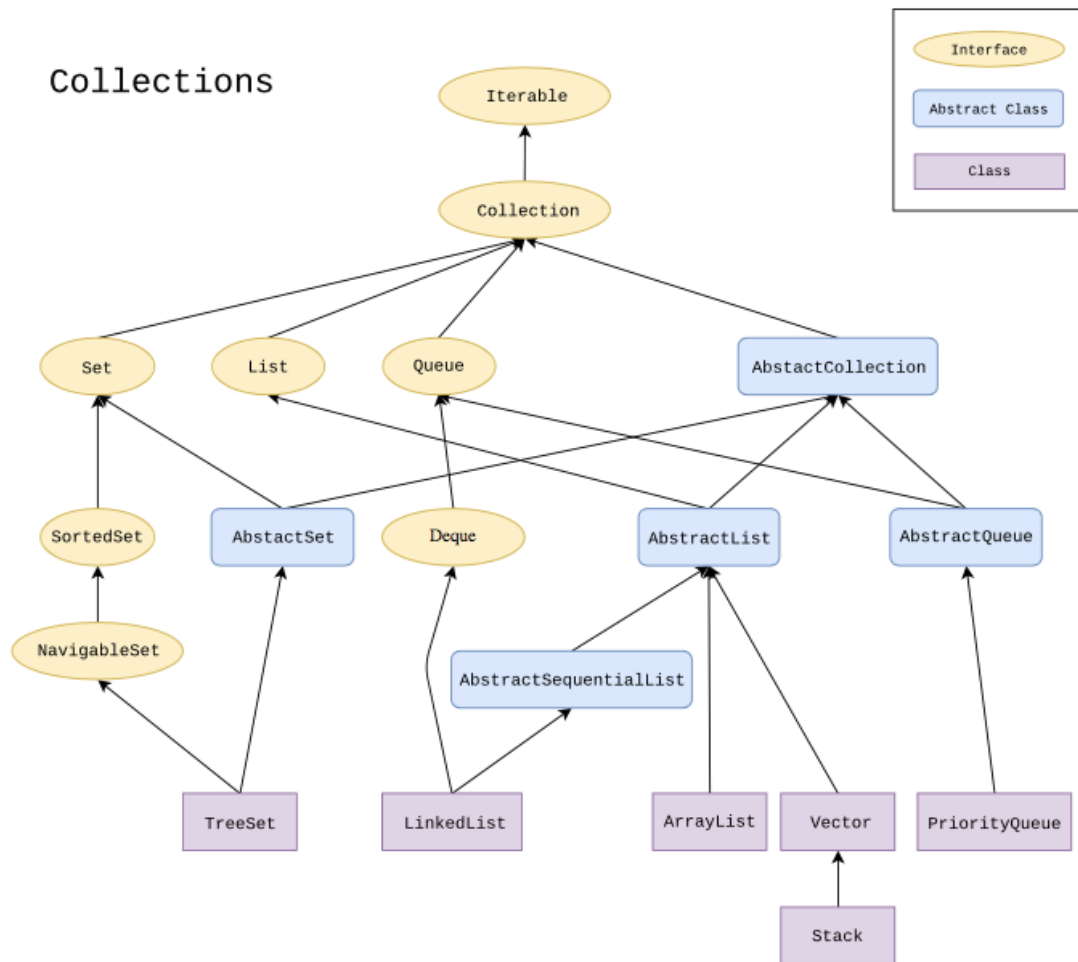 Interface
Collections
Iterable
Abstract Class
Class
Collection
Set
List
Queue
AbstactCollection
SortedSet
AbstactSet
Deque
AbstractList
AbstractQueue
NavigableSet
AbstractSequentialList
TreeSet
LinkedList
ArrayList
Vector
PriorityQueue
Stack